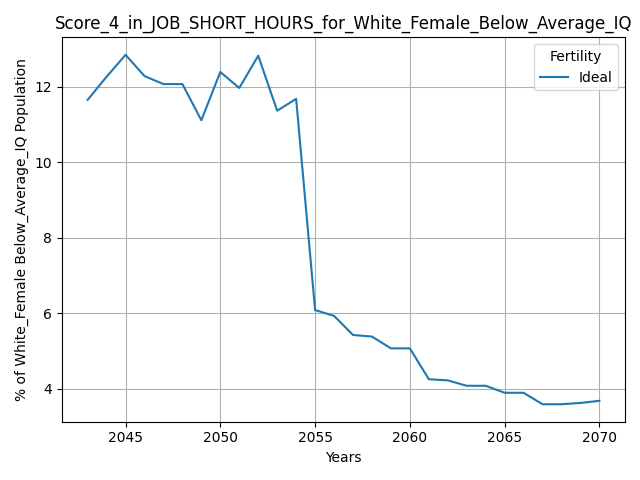 Score_4_in_JOB_SHORT_HOURS_for_White_Female_Below_Average_IQ
Fertility
Ideal
% of White_Female Below_Average_IQ Population
12
10
8
6
4
2045 2050 2055 2060 2065 2070
Years